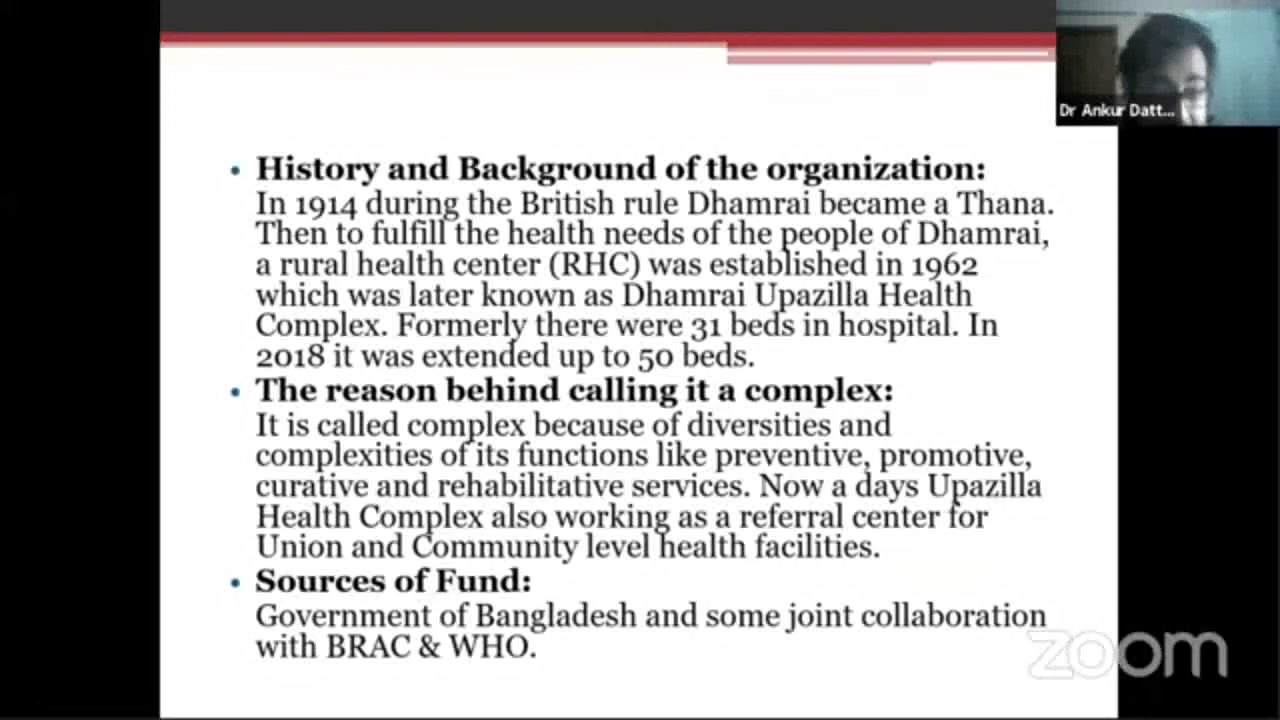 Dr Ankur Datt...
• History and Background of the organization:
In 1914 during the British rule Dhamrai became a Thana.
Then to fulfill the health needs of the people of Dhamrai,
a rural health center (RHC) was established in 1962
which was later known as Dhamrai Upazilla Health
Complex. Formerly there were 31 beds in hospital. In
2018 it was extended up to 50 beds.
• The reason behind calling it a complex:
It is called complex because of diversities and
complexities of its functions like preventive, promotive,
curative and rehabilitative services. Now a days Upazilla
Health Complex also working as a referral center for
Union and Community level health facilities.
• Sources of Fund:
Government of Bangladesh and some joint collaboration
with BRAC & WHO.
zoom